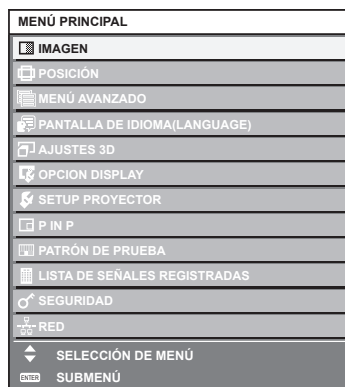 MENÚ PRINCIPAL
IMAGEN
POSICIÓN
MENÚ AVANZADO
PANTALLA DE IDIOMA(LANGUAGE)
AJUSTES 3D
OPCION DISPLAY
SETUP PROYECTOR
P IN P
PATRÓN DE PRUEBA
LISTA DE SEÑALES REGISTRADAS
SEGURIDAD
RED
SELECCIÓN DE MENÚ
ENTER SUBMENÚ